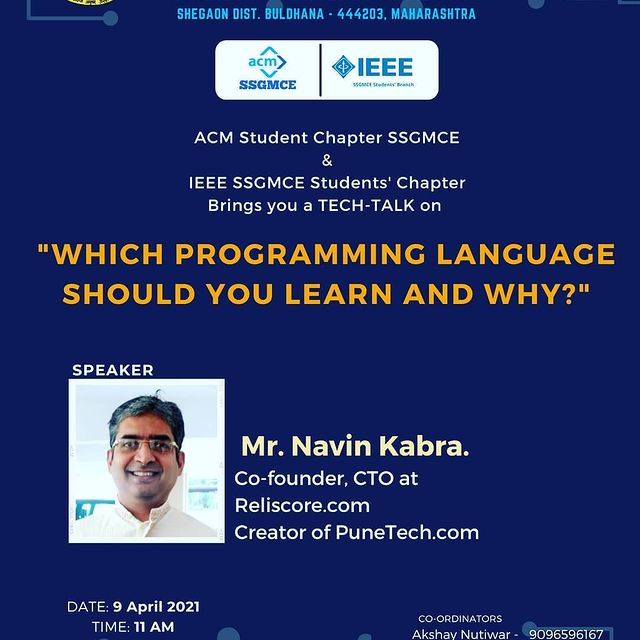 SHEGAON DIST. BULDHANA - 444203, MAHARASHTRA
acm
SSGMCE
IEEE
SSGMCE Students' Branch
ACM Student Chapter SSGMCE
&
IEEE SSGMCE Students' Chapter
Brings you a TECH-TALK on
"WHICH PROGRAMMING LANGUAGE
SHOULD YOU LEARN AND WHY?"
SPEAKER
Mr. Navin Kabra.
Co-founder, CTO at
Reliscore.com
Creator of PuneTech.com
DATE: 9 April 2021
TIME: 11 AM
CO-ORDINATORS
Akshay Nutiwar - 9096596167